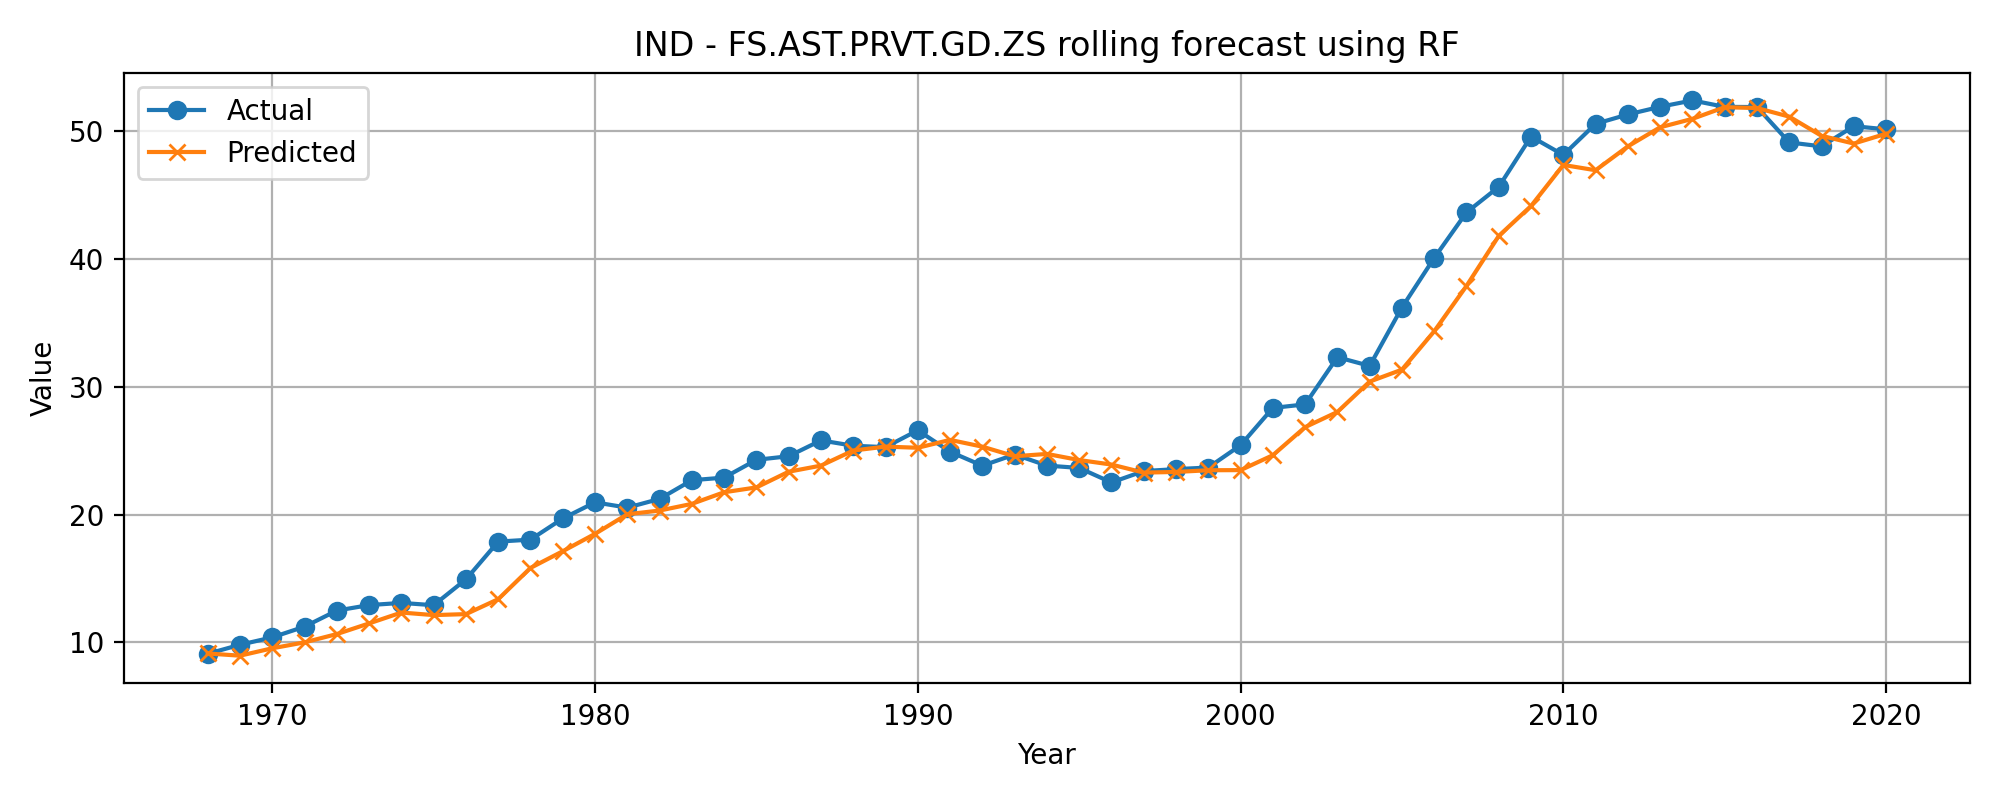 IND - FS.AST.PRVT.GD.ZS rolling forecast using RF
Actual
Predicted
Value
50
40
30
20
10
1970 1980 1990 2000 2010 2020
Year